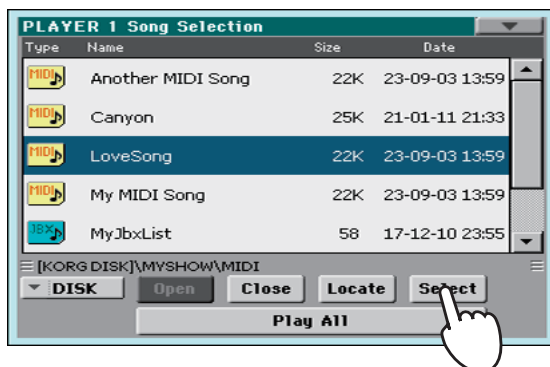 PLAYER 1 Song Selection
Type Name Size Date
MIDI Another MIDI Song 22K 23-09-03 13:59
MIDI Canyon 25K 21-01-11 21:33
MIDI LoveSong 22K 23-09-03 13:59
MIDI My MIDI Song 22K 23-09-03 13:59
JBX MyJbxList 58 17-12-10 23:55
[KORG DISK]\MYSHOW\MIDI
DISK Open Close Locate Select
Play All